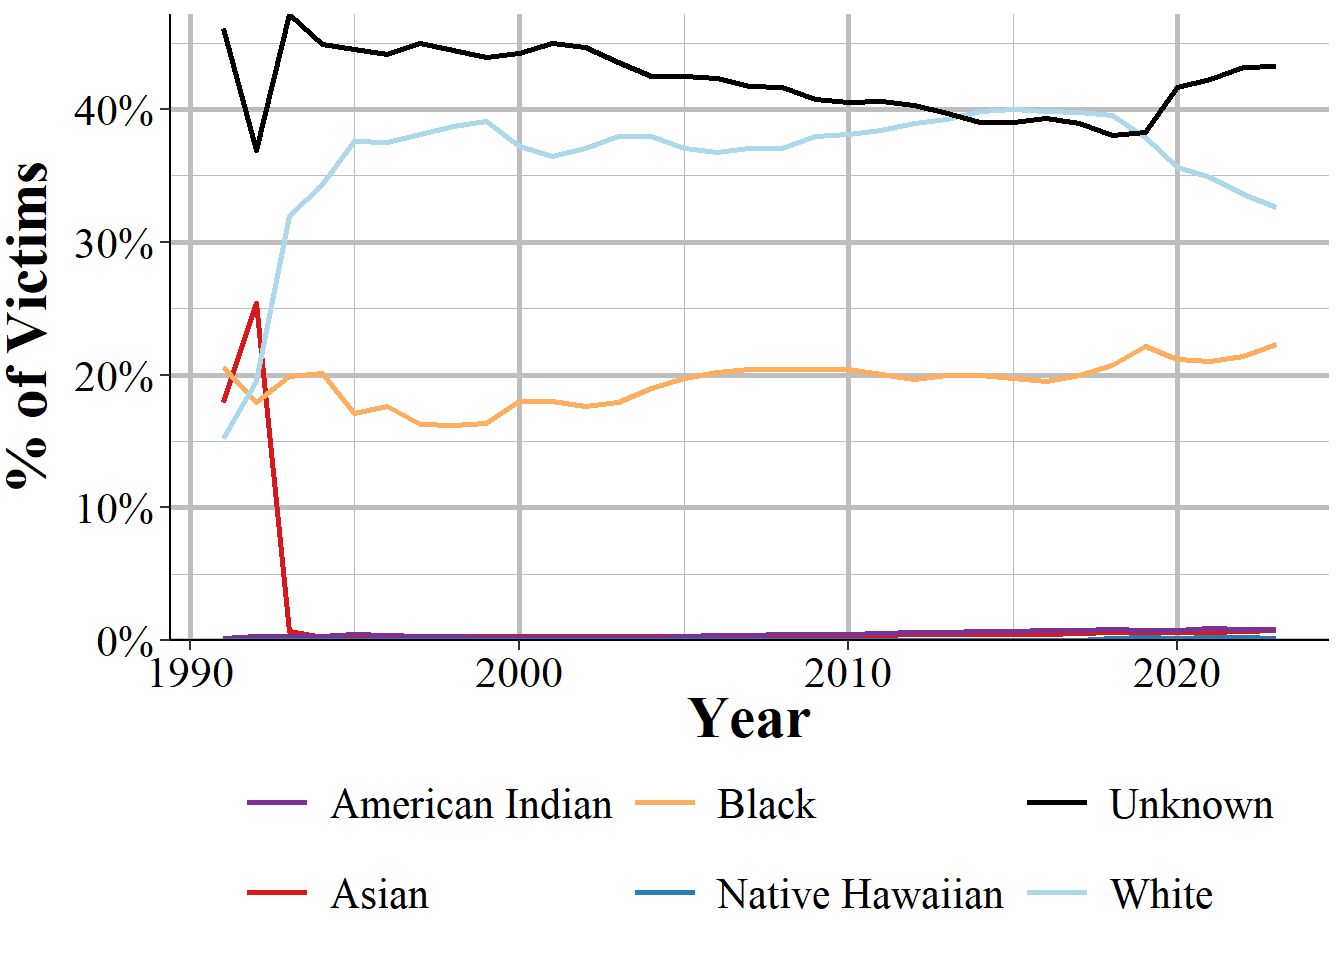 % of Victims
40%
30%
20%
10%
0%
1990 2000 2010 2020
Year
American Indian Black Unknown
Asian Native Hawaiian White